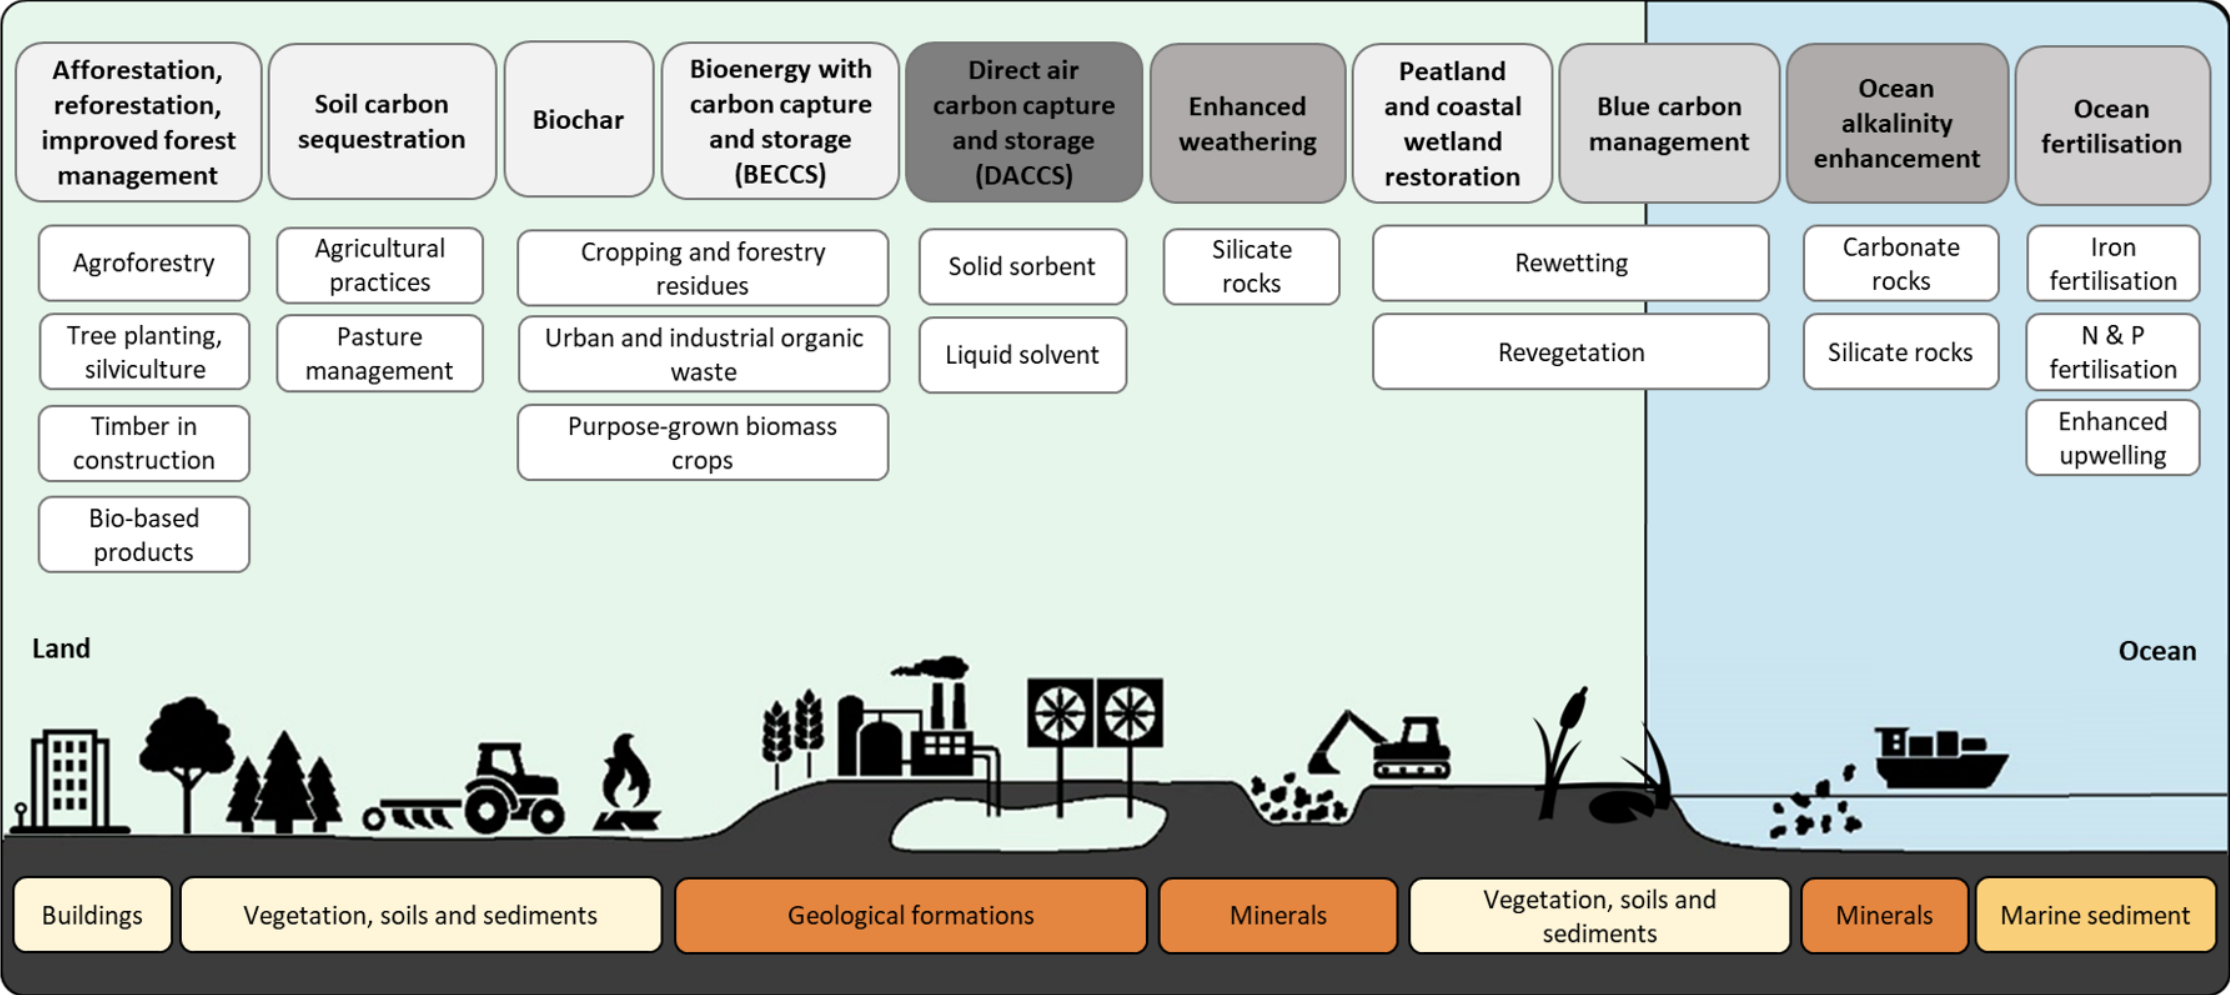 Afforestation,
reforestation,
improved forest
management
Soil carbon
sequestration
Biochar
Bioenergy with
carbon capture
and storage
(BECCS)
Direct air
carbon capture
and storage
(DACCS)
Enhanced
weathering
Peatland
and coastal
wetland
restoration
Blue carbon
management
Ocean
alkalinity
enhancement
Ocean
fertilisation
Agroforestry
Tree planting,
silviculture
Timber in
construction
Bio-based
products
Agricultural
practices
Pasture
management
Cropping and forestry
residues
Urban and industrial organic
waste
Purpose-grown biomass
crops
Solid sorbent
Liquid solvent
Silicate
rocks
Rewetting
Revegetation
Carbonate
rocks
Silicate rocks
Iron
fertilisation
N & P
fertilisation
Enhanced
upwelling
Land
Ocean
Buildings
Vegetation, soils and sediments
Geological formations
Minerals
Vegetation, soils and
sediments
Minerals
Marine sediment